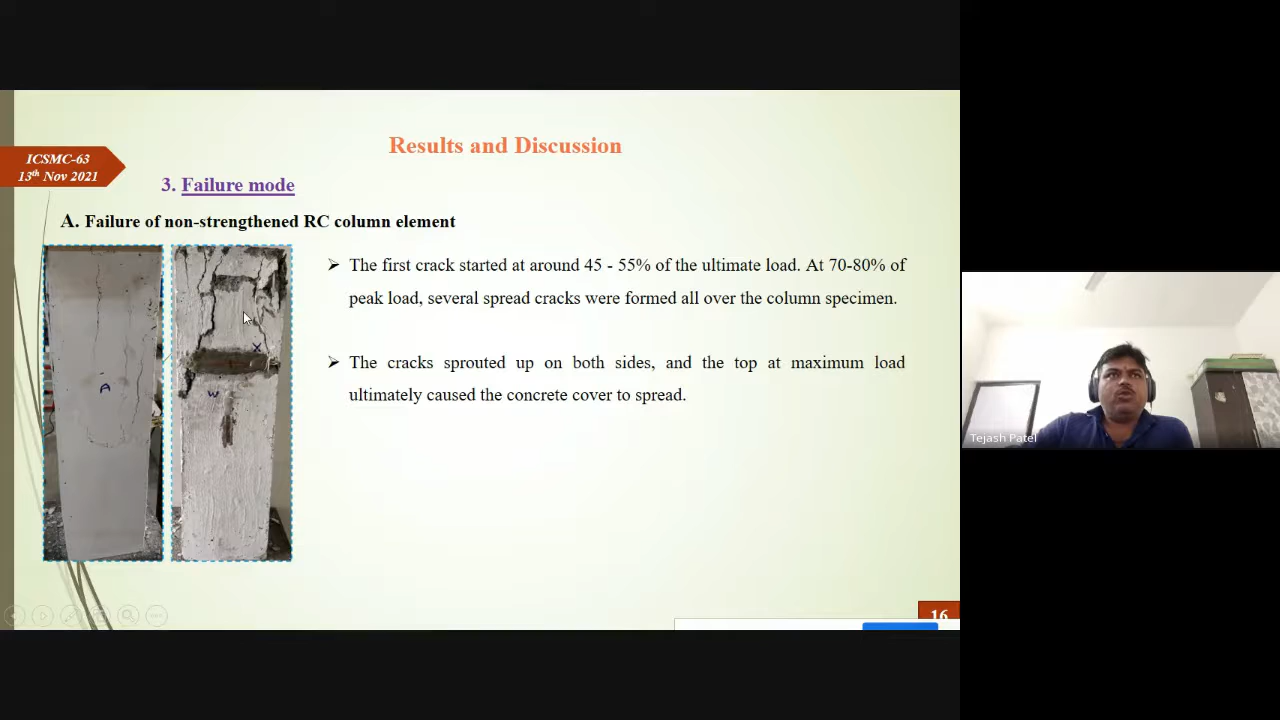 Results and Discussion
ICSMC-63
13th Nov 2021
3. Failure mode
A. Failure of non-strengthened RC column element
➢ The first crack started at around 45 - 55% of the ultimate load. At 70-80% of
peak load, several spread cracks were formed all over the column specimen.
➢ The cracks sprouted up on both sides, and the top at maximum load
ultimately caused the concrete cover to spread.
A
X
W
Tejash Patel
16